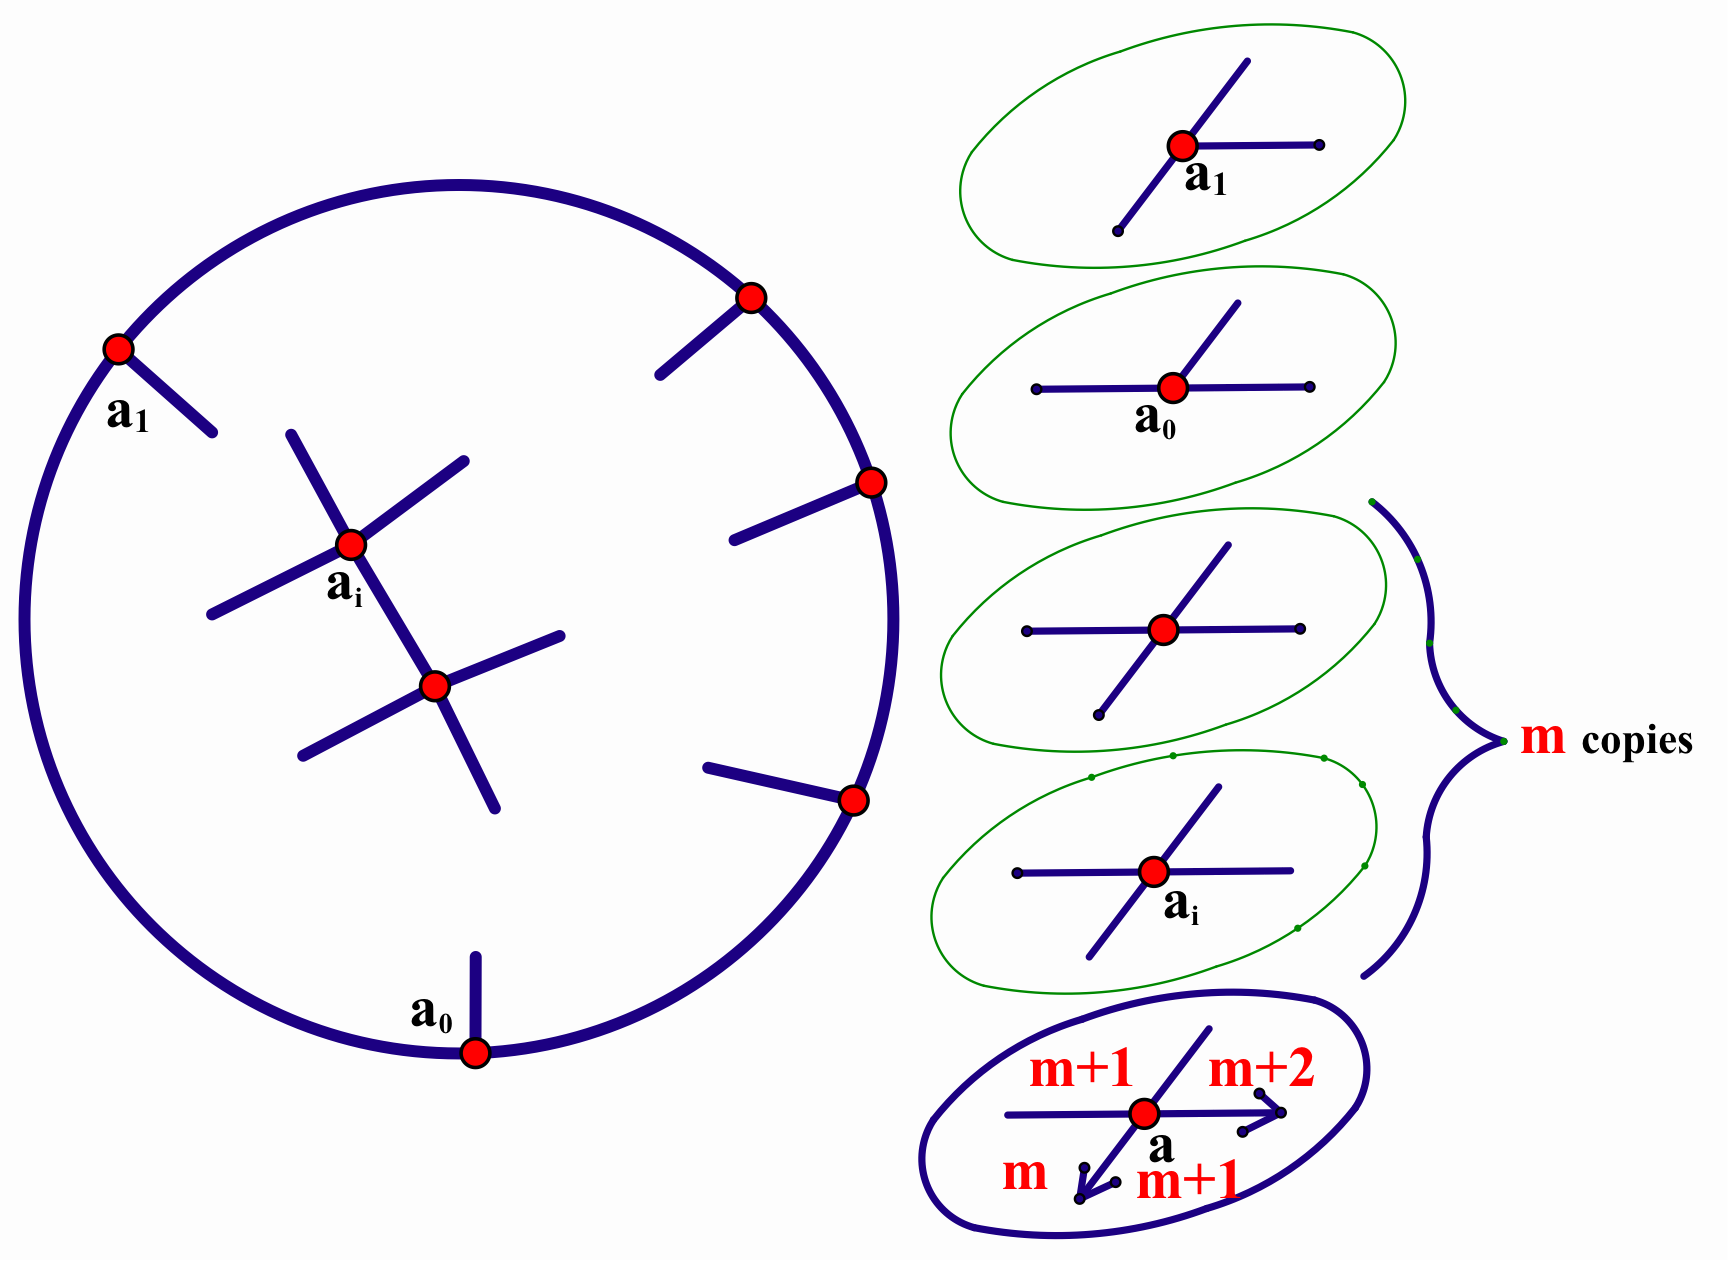 a₁
aᵢ
a₀
a₁
a₀
aᵢ
m copies
m+1 m+2
a
m m+1